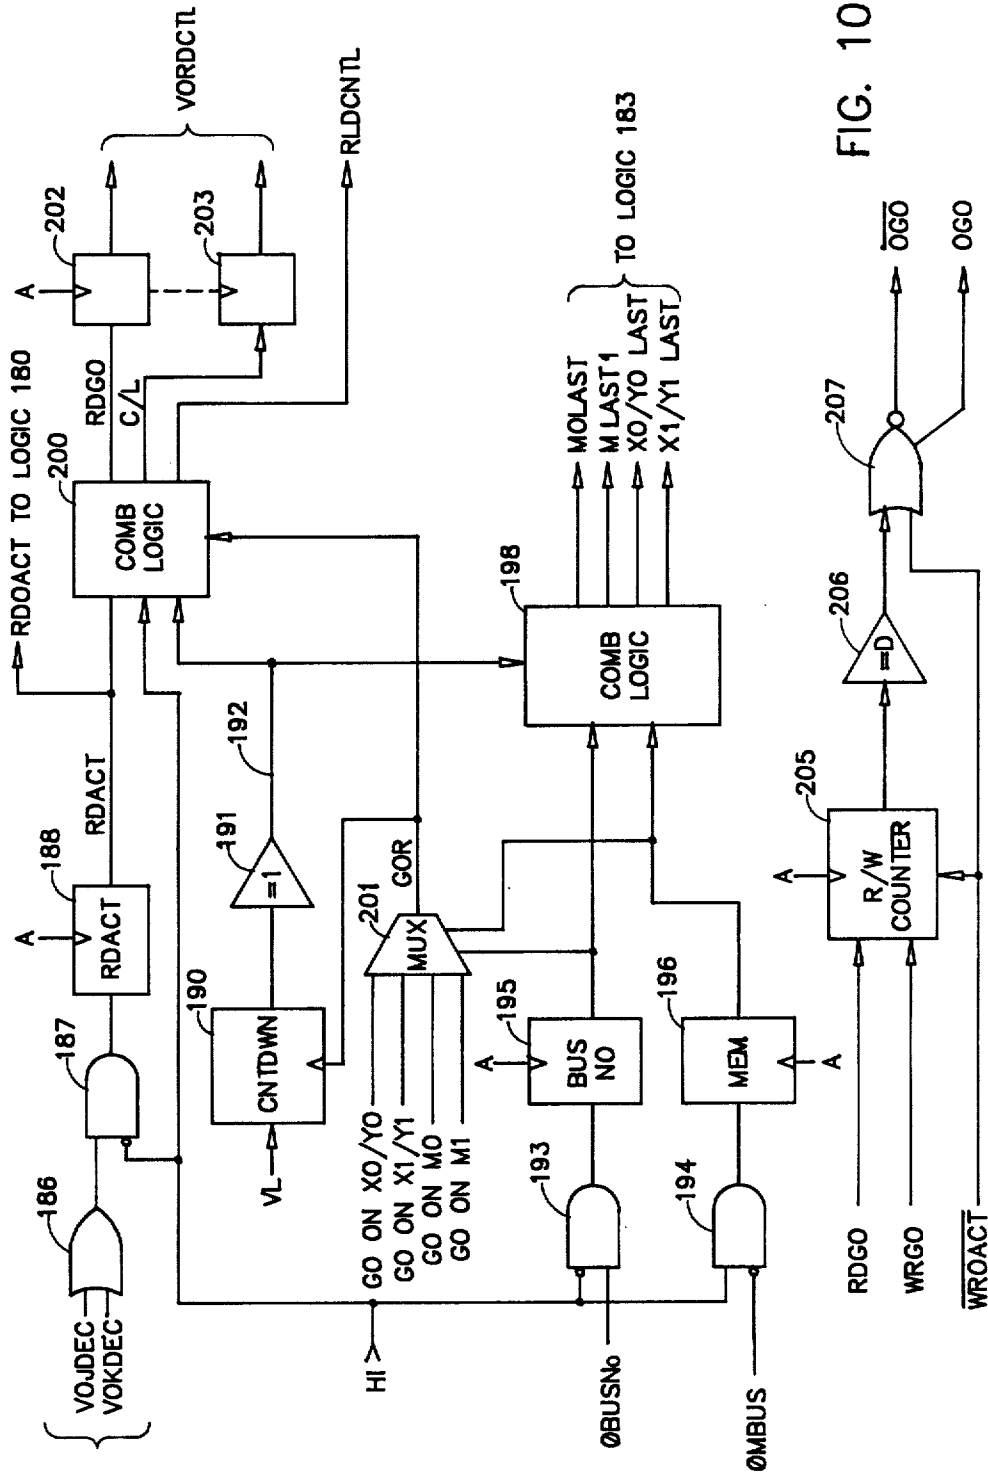 VOJDEC
VOKDEC
186
187
A
188
RDACT
RDACT
RDOACT TO LOGIC 180
200
COMB
LOGIC
RDGO
C/L
A
202
203
VORDCTL
RLDCNTL
VL
190
CNTDWN
191
=1
192
HI
GO ON X0/Y0
GO ON X1/Y1
GO ON M0
GO ON M1
201
MUX
GOR
ØBUSNo
193
A
195
BUS
NO
198
COMB
LOGIC
MOLAST
M LAST1
X0/Y0 LAST
X1/Y1 LAST
TO LOGIC 183
ØMBUS
194
196
MEM
A
RDGO
WRGO
WROACT
A
205
R/W
COUNTER
206
=D
207
OGO
OGO
FIG. 10